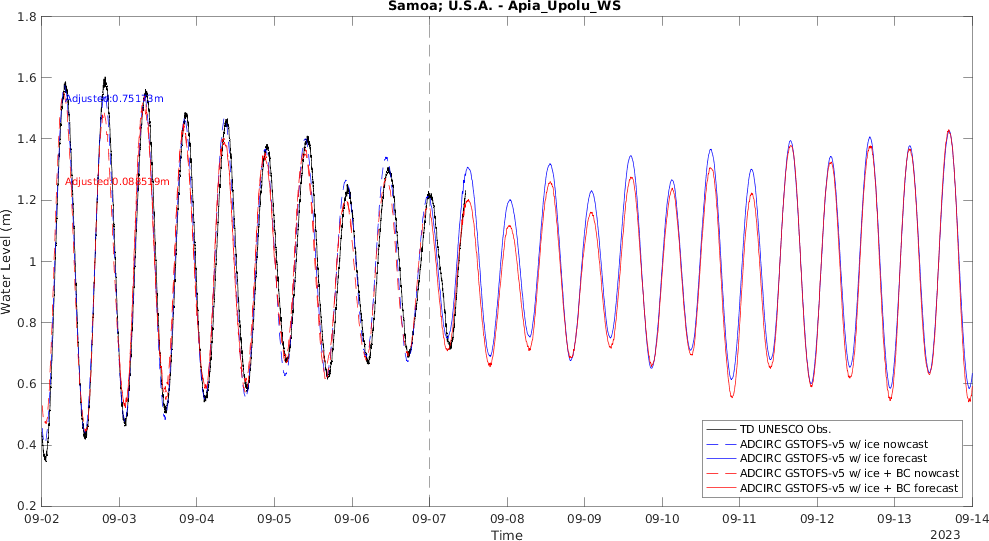 Samoa; U.S.A. - Apia_Upolu_WS
1.8
1.6
1.4
1.2
1
0.8
0.6
0.4
0.2
Water Level (m)
TD UNESCO Obs.
ADCIRC GSTOFS-v5 w/ ice nowcast
ADCIRC GSTOFS-v5 w/ ice forecast
ADCIRC GSTOFS-v5 w/ ice + BC nowcast
ADCIRC GSTOFS-v5 w/ ice + BC forecast
09-02 09-03 09-04 09-05 09-06 09-07 09-08 09-09 09-10 09-11 09-12 09-13 09-14
Time
2023